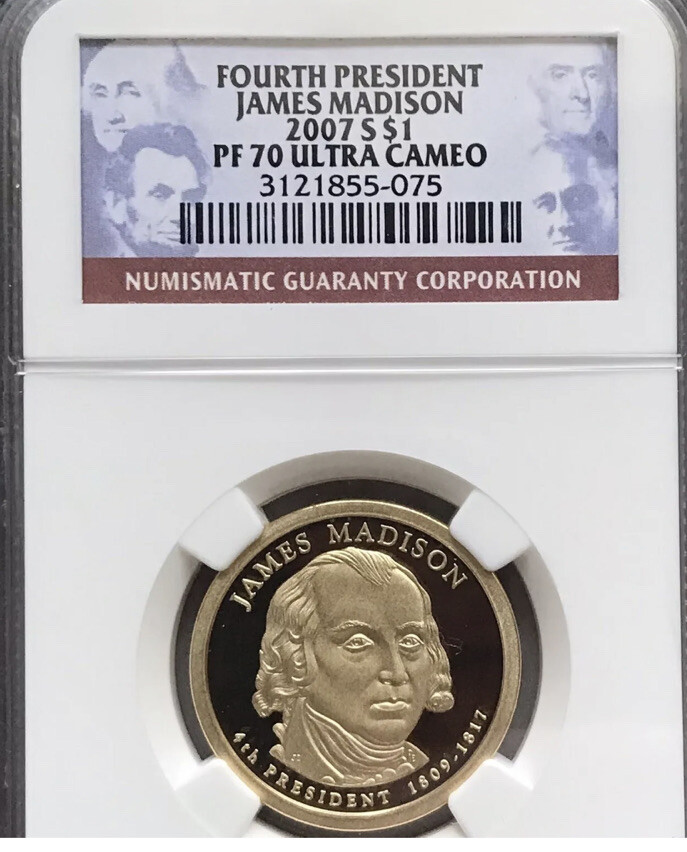 FOURTH PRESIDENT
JAMES MADISON
2007 S $1
PF 70 ULTRA CAMEO
3121855-075
NUMISMATIC GUARANTY CORPORATION
JAMES MADISON
4th PRESIDENT 1809-1817